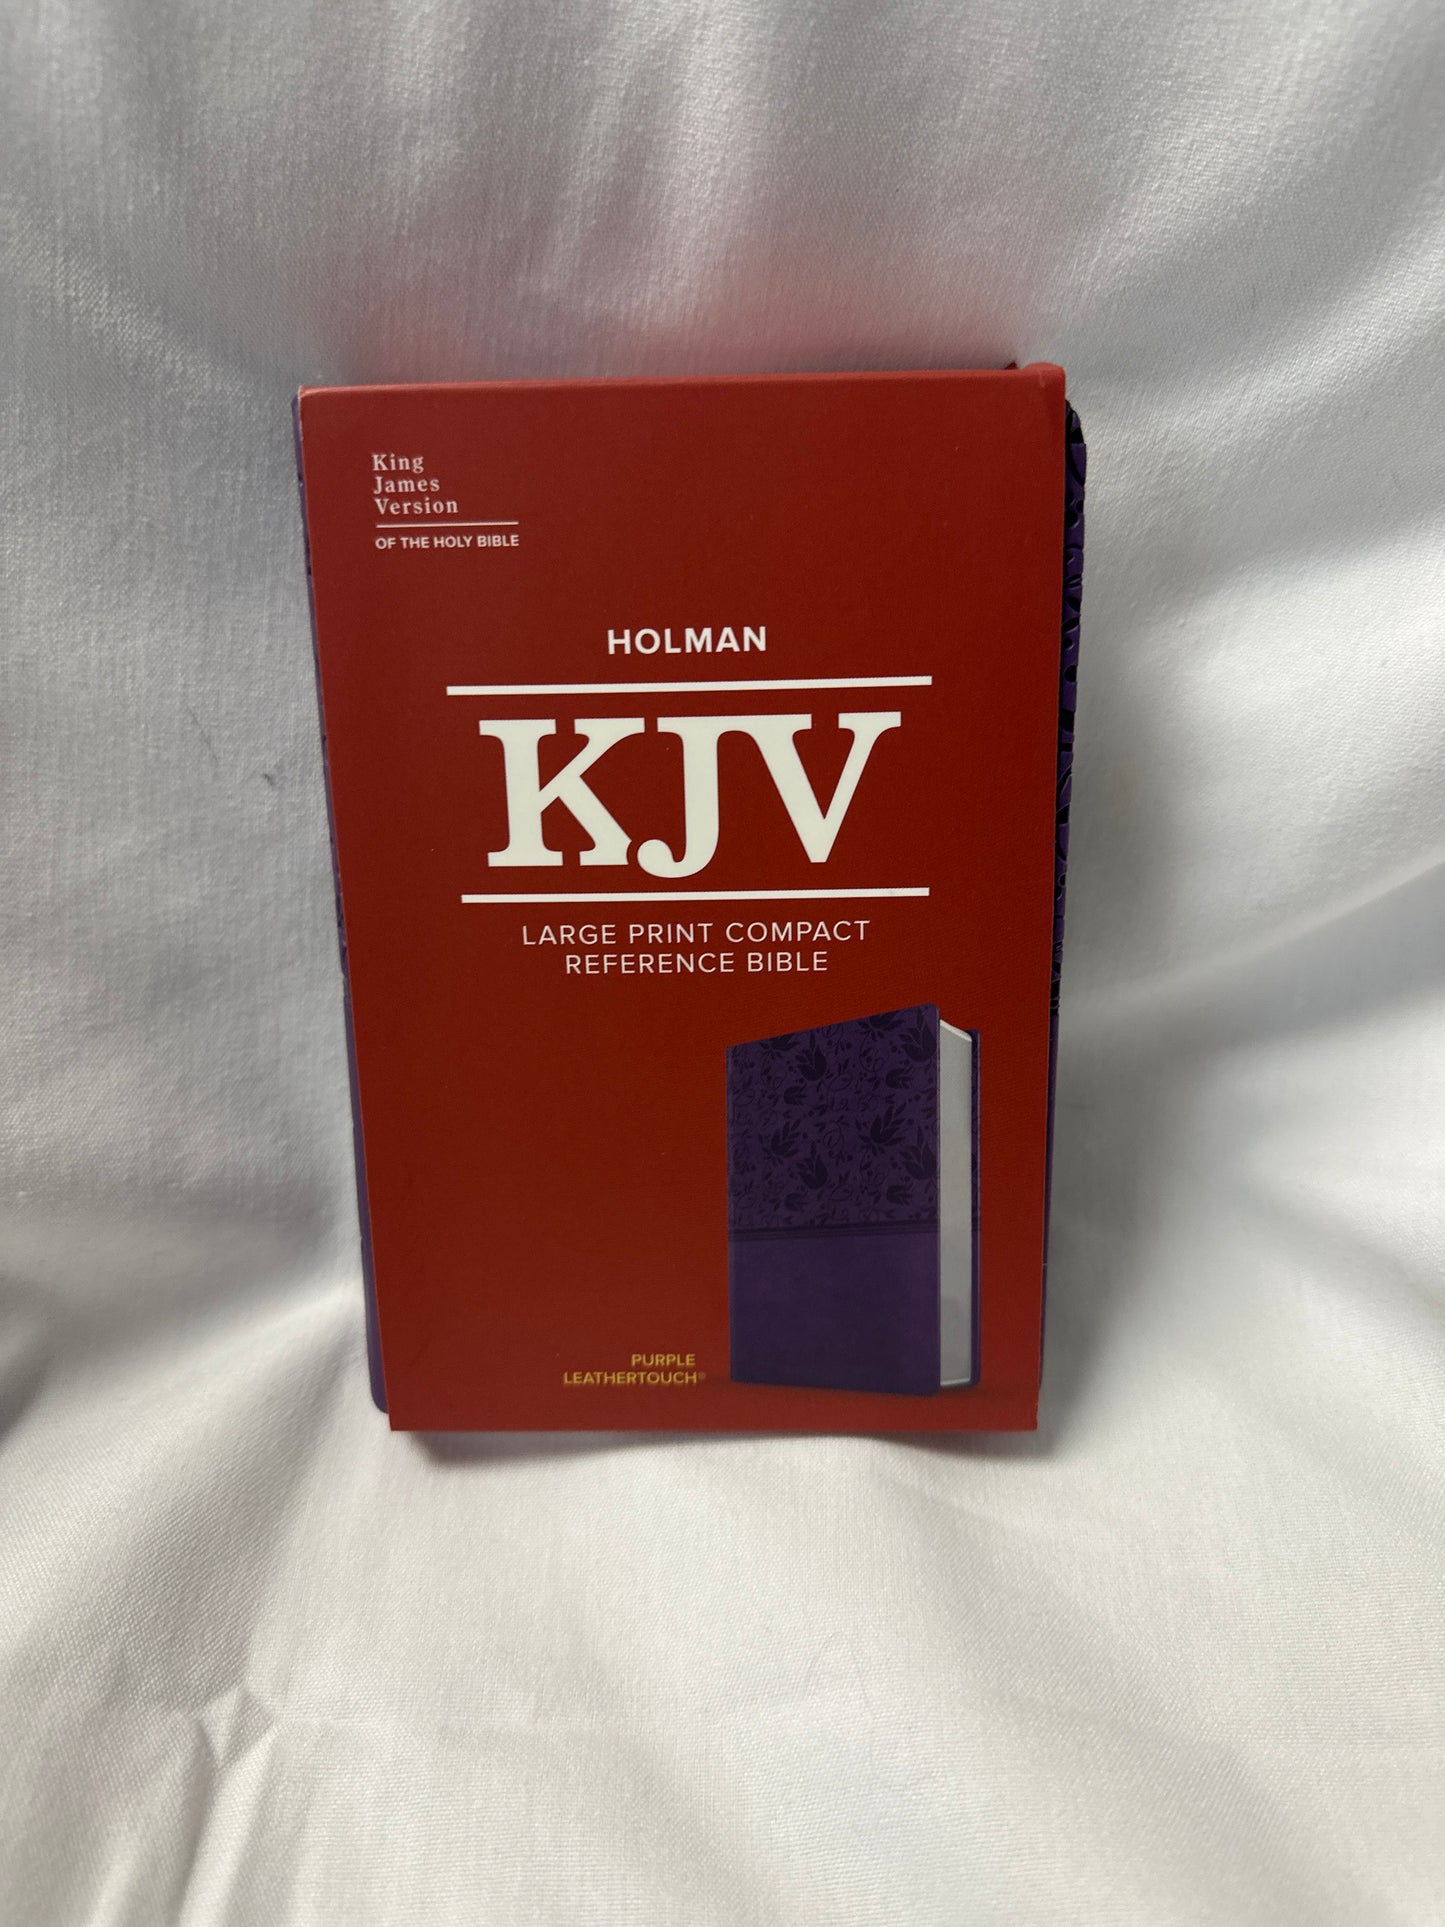 King
James
Version
OF THE HOLY BIBLE
HOLMAN
KJV
LARGE PRINT COMPACT
REFERENCE BIBLE
PURPLE
LEATHERTOUCH®